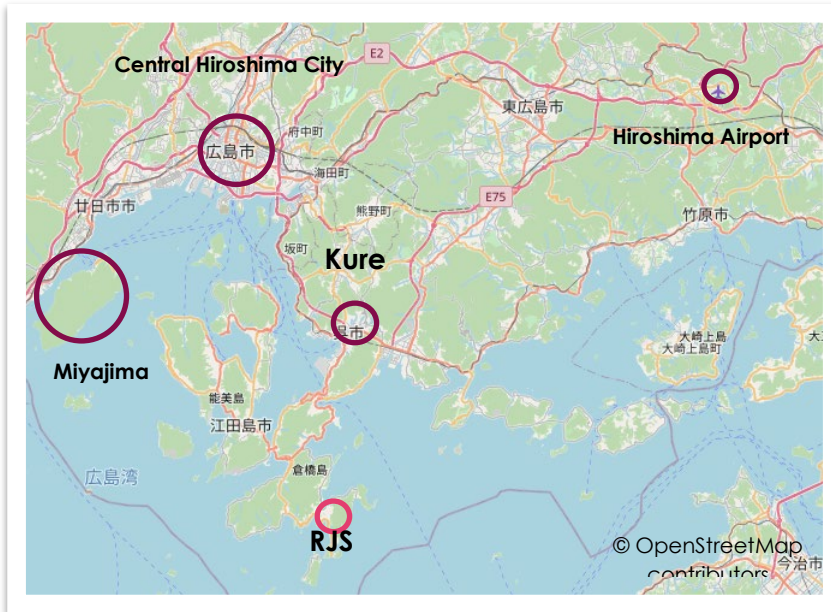 E2
Central Hiroshima City
東広島市
府中町
Hiroshima Airport
広島市
海田町
E75
廿日市市
熊野町
竹原市
坂町
Kure
呉市
大崎上島
大崎上島町
Miyajima
能美島
江田島市
倉橋島
広島湾
RJS
© OpenStreetMap
contributors
今治市